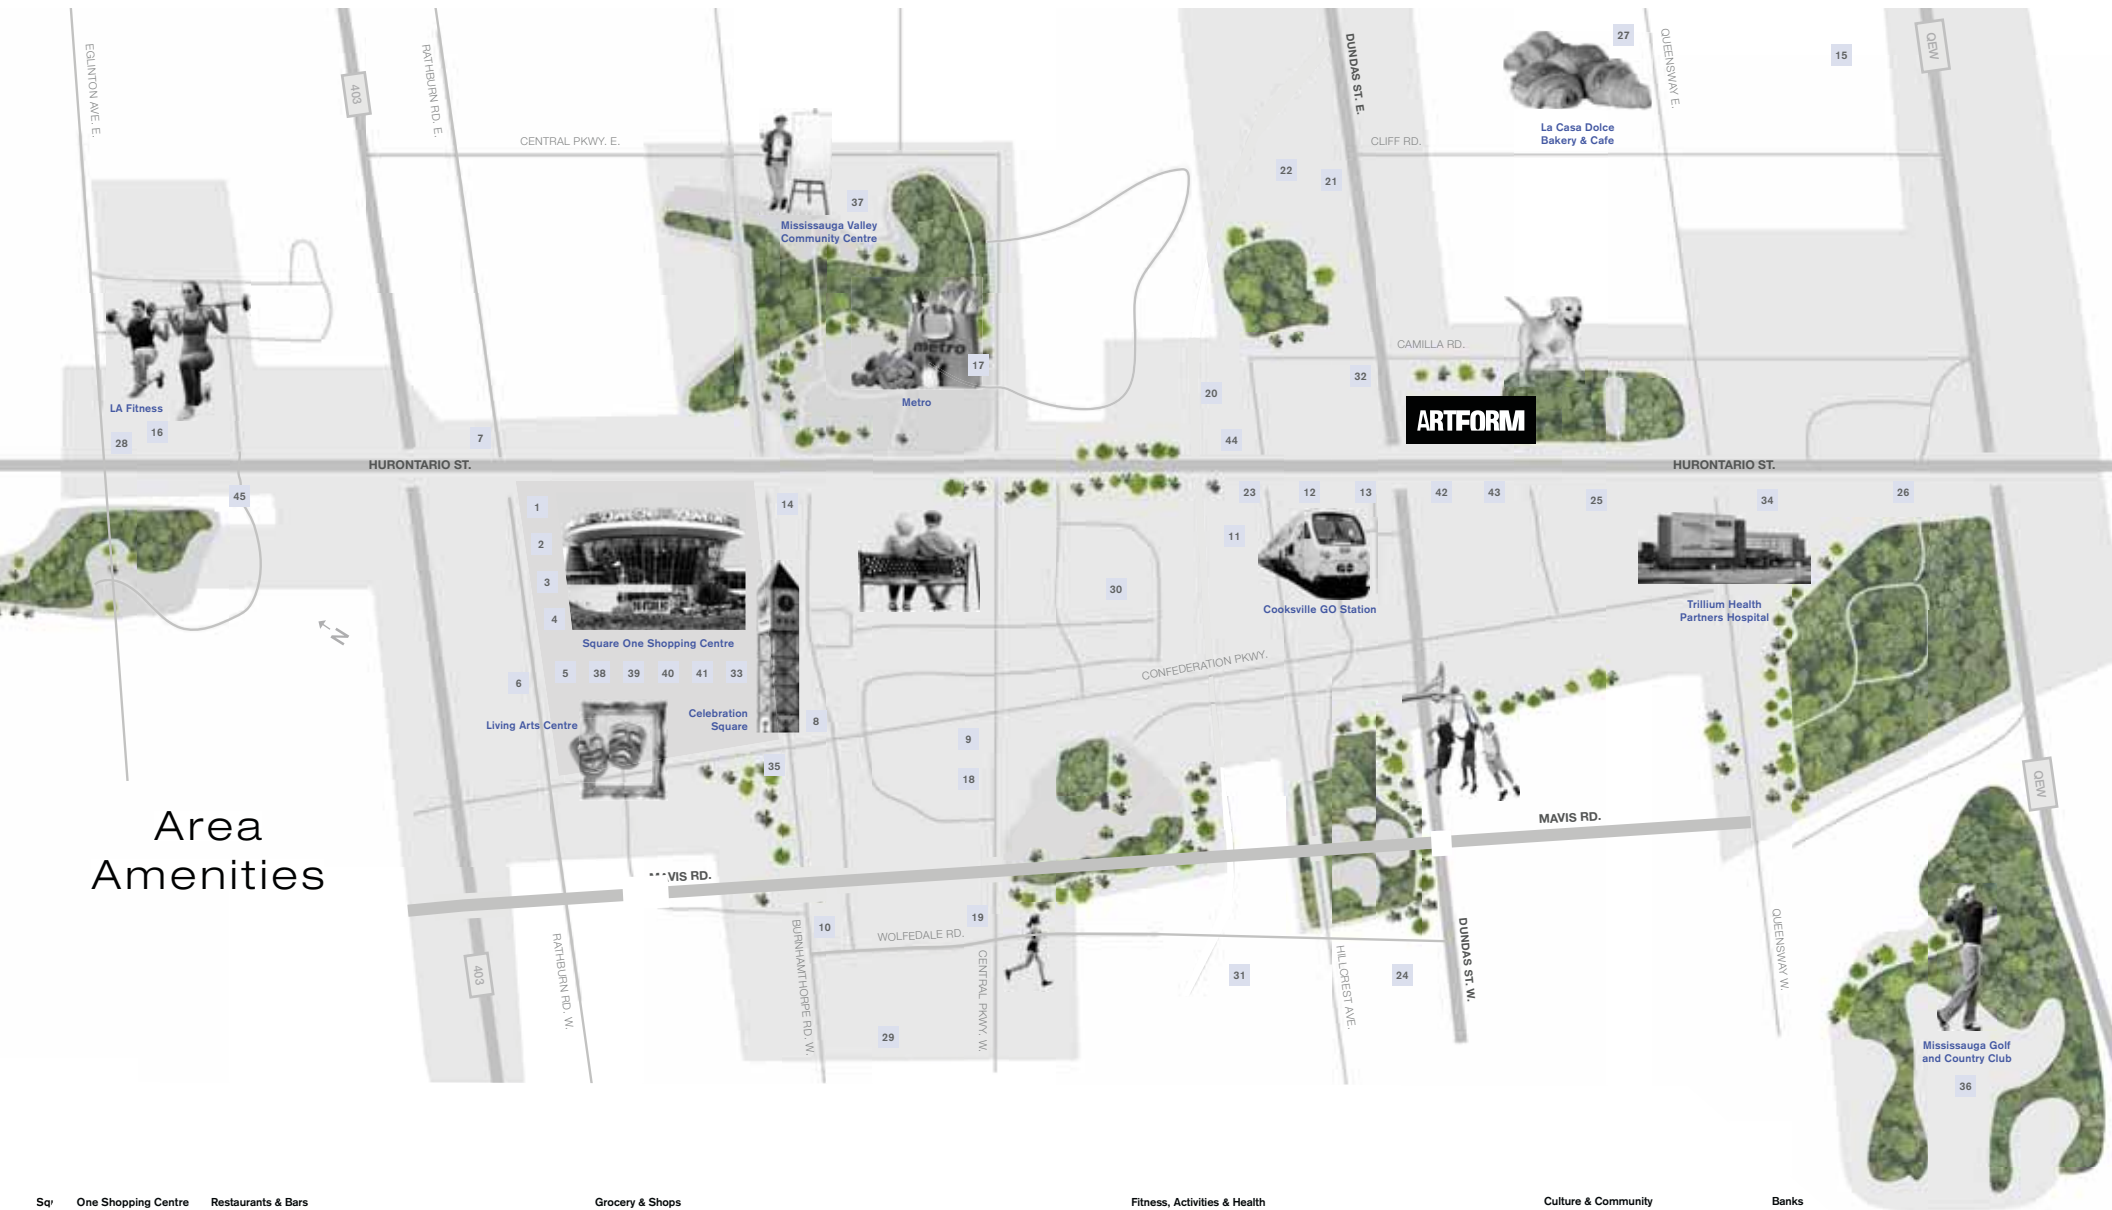 EGLINTON AVE. E.
403
RATHBURN RD. E.
CENTRAL PKWY. E.
DUNDAS ST. E.
CLIFF RD.
27
QUEENSWAY E.
15
QEW
La Casa Dolce
Bakery & Cafe
22
21
37
Mississauga Valley
Community Centre
metro
17
Metro
CAMILLA RD.
32
20
44
ARTFORM
LA Fitness
28
16
7
HURONTARIO ST.
HURONTARIO ST.
45
1
2
3
4
14
23
12
13
42
43
25
34
26
11
30
N
Square One Shopping Centre
Cooksville GO Station
Trillium Health
Partners Hospital
CONFEDERATION PKWY.
6
5
38
39
40
41
33
Living Arts Centre
Celebration
Square
8
9
18
35
Area
Amenities
MAVIS RD.
VIS RD.
QEW
403
RATHBURN RD. W.
BURNHAMTHORPE RD. W.
10
WOLFEDALE RD.
19
CENTRAL PKWY. W.
29
31
HILLCREST AVE.
24
DUNDAS ST. W.
QUEENSWAY W.
Mississauga Golf
and Country Club
36
One Shopping Centre
Restaurants & Bars
Grocery & Shops
Fitness, Activities & Health
Culture & Community
Banks